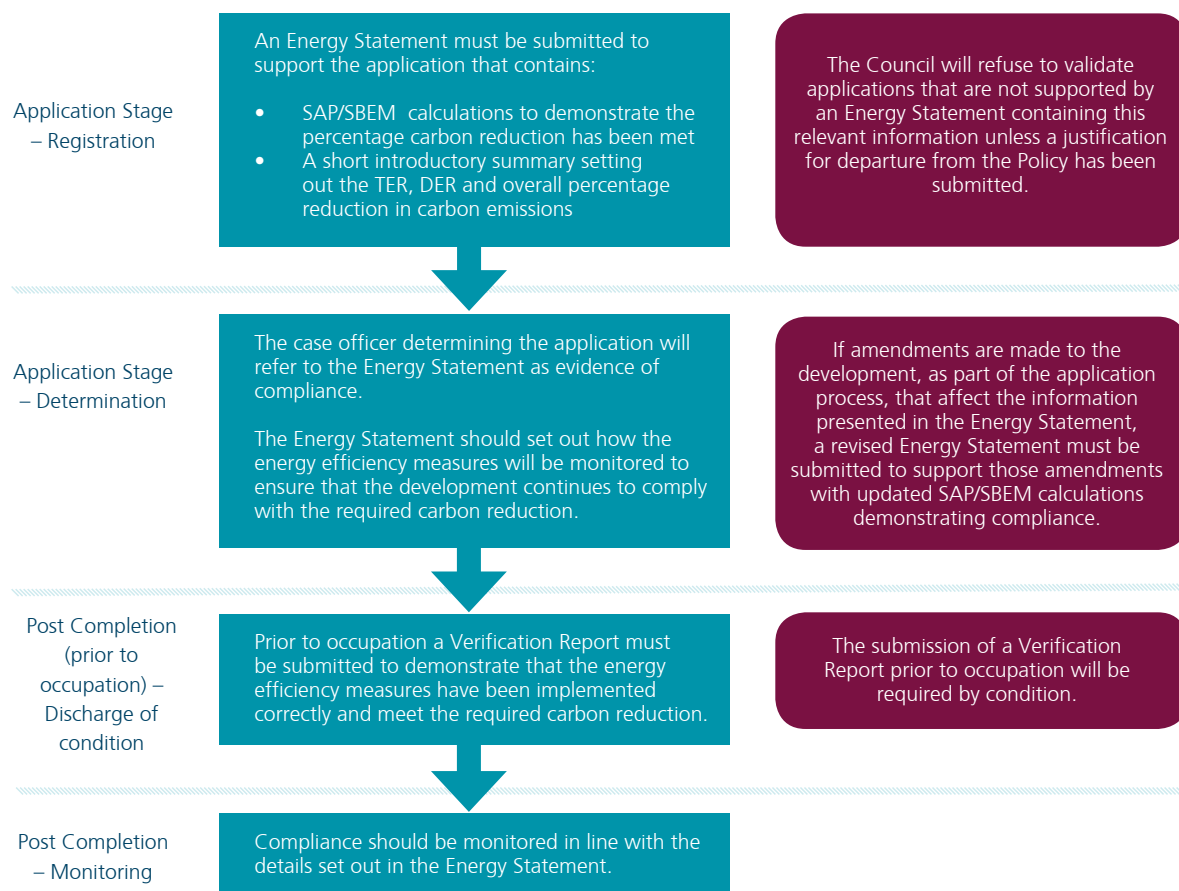 Application Stage
– Registration
An Energy Statement must be submitted to
support the application that contains:
• SAP/SBEM calculations to demonstrate the
percentage carbon reduction has been met
• A short introductory summary setting
out the TER, DER and overall percentage
reduction in carbon emissions
The Council will refuse to validate
applications that are not supported by
an Energy Statement containing this
relevant information unless a justification
for departure from the Policy has been
submitted.
Application Stage
– Determination
The case officer determining the application will
refer to the Energy Statement as evidence of
compliance.
The Energy Statement should set out how the
energy efficiency measures will be monitored to
ensure that the development continues to comply
with the required carbon reduction.
If amendments are made to the
development, as part of the application
process, that affect the information
presented in the Energy Statement,
a revised Energy Statement must be
submitted to support those amendments
with updated SAP/SBEM calculations
demonstrating compliance.
Post Completion
(prior to
occupation) –
Discharge of
condition
Prior to occupation a Verification Report must
be submitted to demonstrate that the energy
efficiency measures have been implemented
correctly and meet the required carbon reduction.
The submission of a Verification
Report prior to occupation will be
required by condition.
Post Completion
– Monitoring
Compliance should be monitored in line with the
details set out in the Energy Statement.